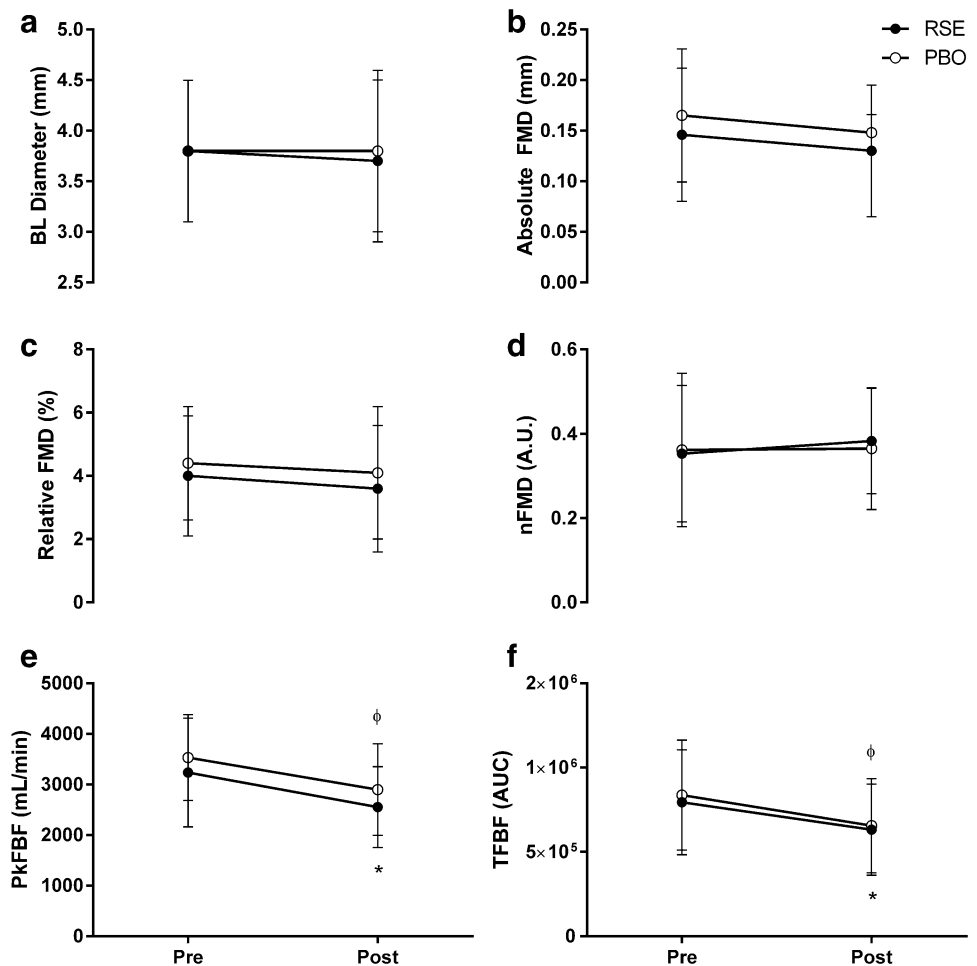 a
5.0
4.5
4.0
3.5
3.0
2.5
BL Diameter (mm)
b
0.25
0.20
0.15
0.10
0.05
0.00
Absolute FMD (mm)
RSE
PBO
c
8
6
4
2
0
Relative FMD (%)
d
0.6
0.4
0.2
0.0
nFMD (A.U.)
e
5000
4000
3000
2000
1000
0
PkFBF (mL/min)
ϕ
*
Pre
Post
f
2×10⁶
1×10⁶
5×10⁵
0
TFBF (AUC)
ϕ
*
Pre
Post